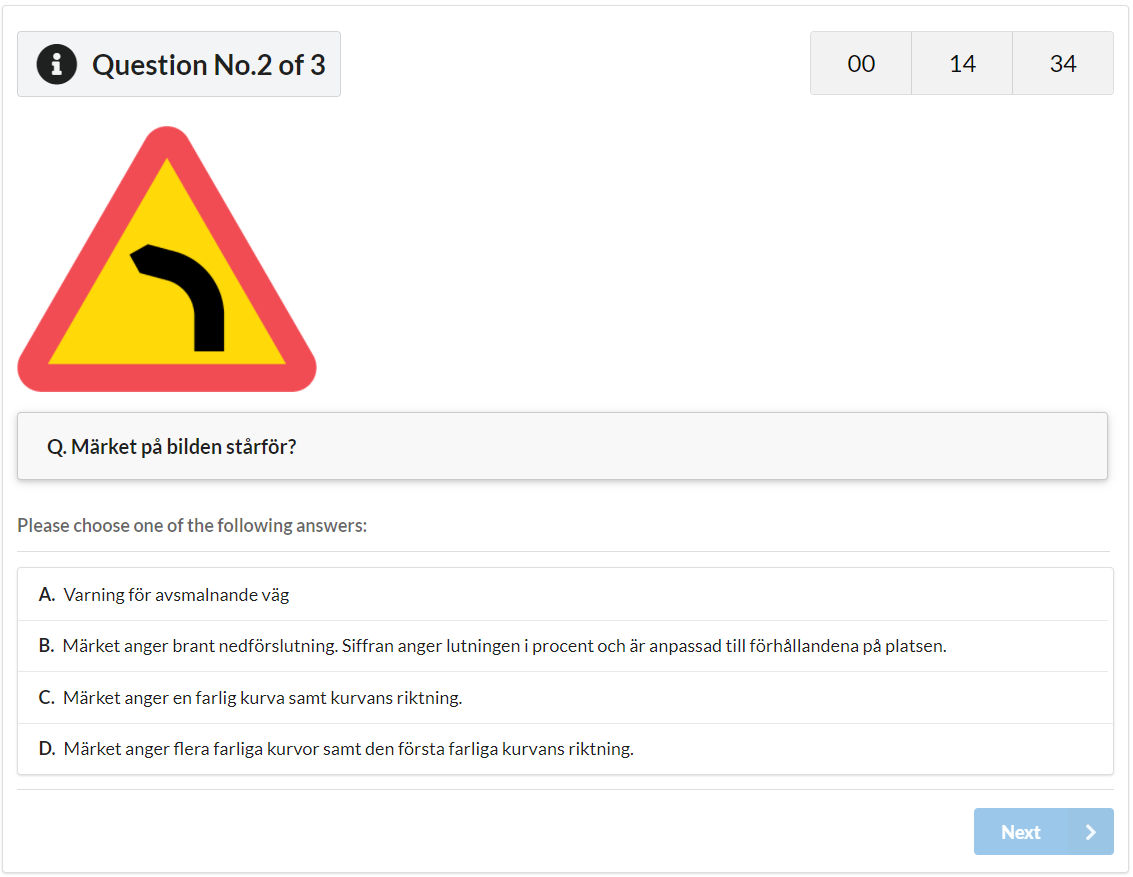 Question No.2 of 3
00 14 34
Q. Märket på bilden stårför?
Please choose one of the following answers:
A. Varning för avsmalnande väg
B. Märket anger brant nedförslutning. Siffran anger lutningen i procent och är anpassad till förhållandena på platsen.
C. Märket anger en farlig kurva samt kurvans riktning.
D. Märket anger flera farliga kurvor samt den första farliga kurvans riktning.
Next